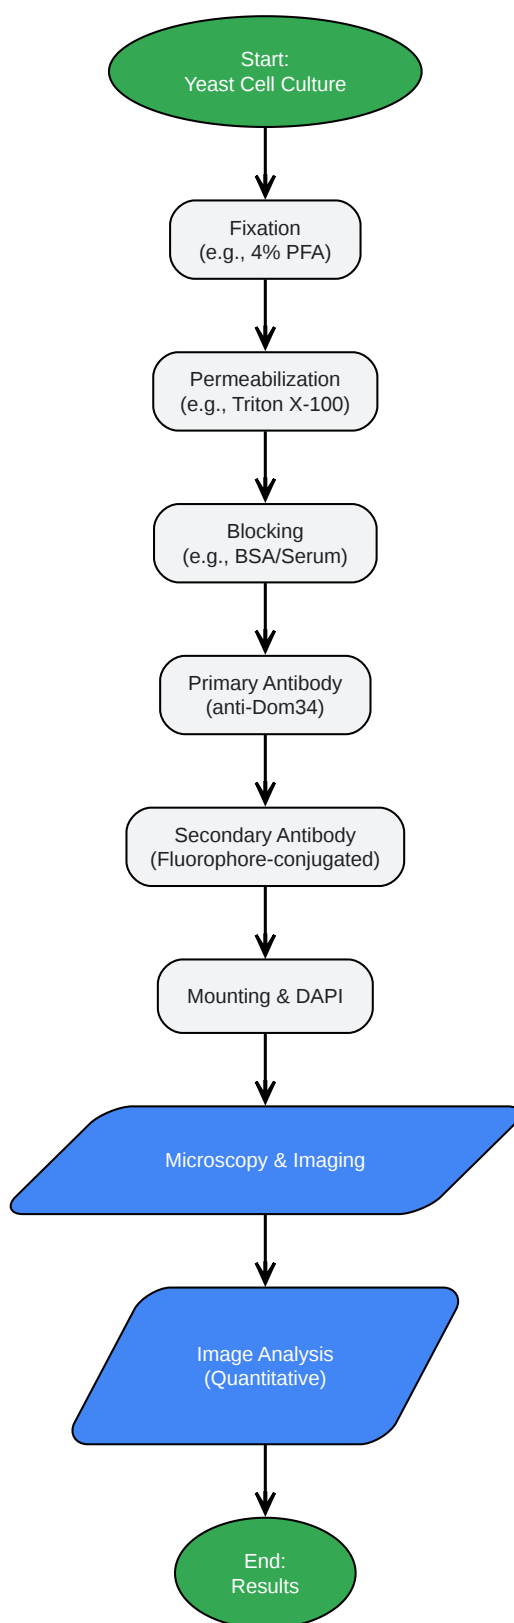 Start:
Yeast Cell Culture
Fixation
(e.g., 4% PFA)
Permeabilization
(e.g., Triton X-100)
Blocking
(e.g., BSA/Serum)
Primary Antibody
(anti-Dom34)
Secondary Antibody
(Fluorophore-conjugated)
Mounting & DAPI
Microscopy & Imaging
Image Analysis
(Quantitative)
End:
Results